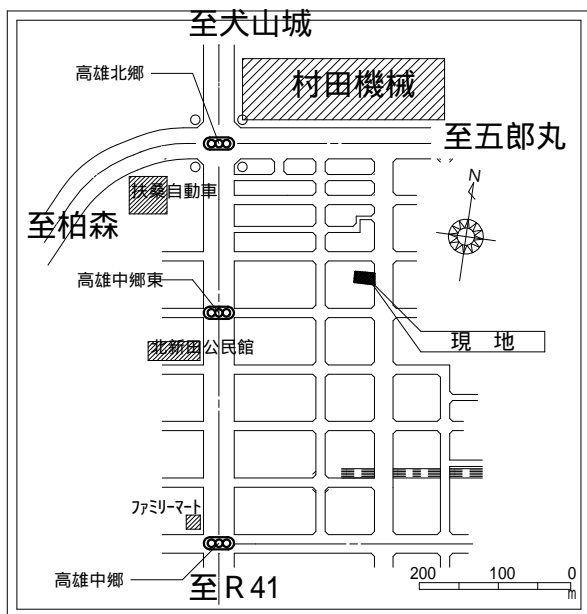 至犬山城
高雄北郷
村田機械
至五郎丸
扶桑自動車
N
至柏森
高雄中郷東
現 地
北新田公民館
ファミリーマート
高雄中郷
至R41
200 100 0
m